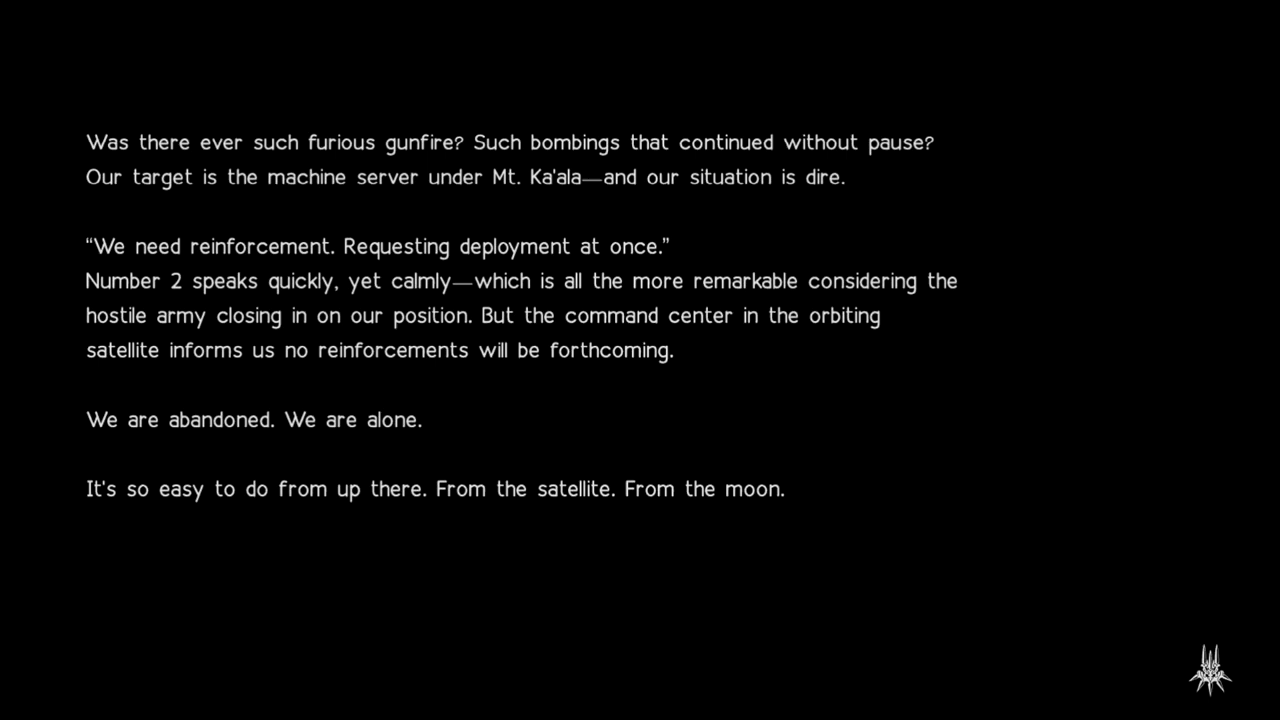 Was there ever such furious gunfire? Such bombings that continued without pause?
Our target is the machine server under Mt. Ka'ala—and our situation is dire.
“We need reinforcement. Requesting deployment at once.”
Number 2 speaks quickly, yet calmly—which is all the more remarkable considering the
hostile army closing in on our position. But the command center in the orbiting
satellite informs us no reinforcements will be forthcoming.
We are abandoned. We are alone.
It's so easy to do from up there. From the satellite. From the moon.